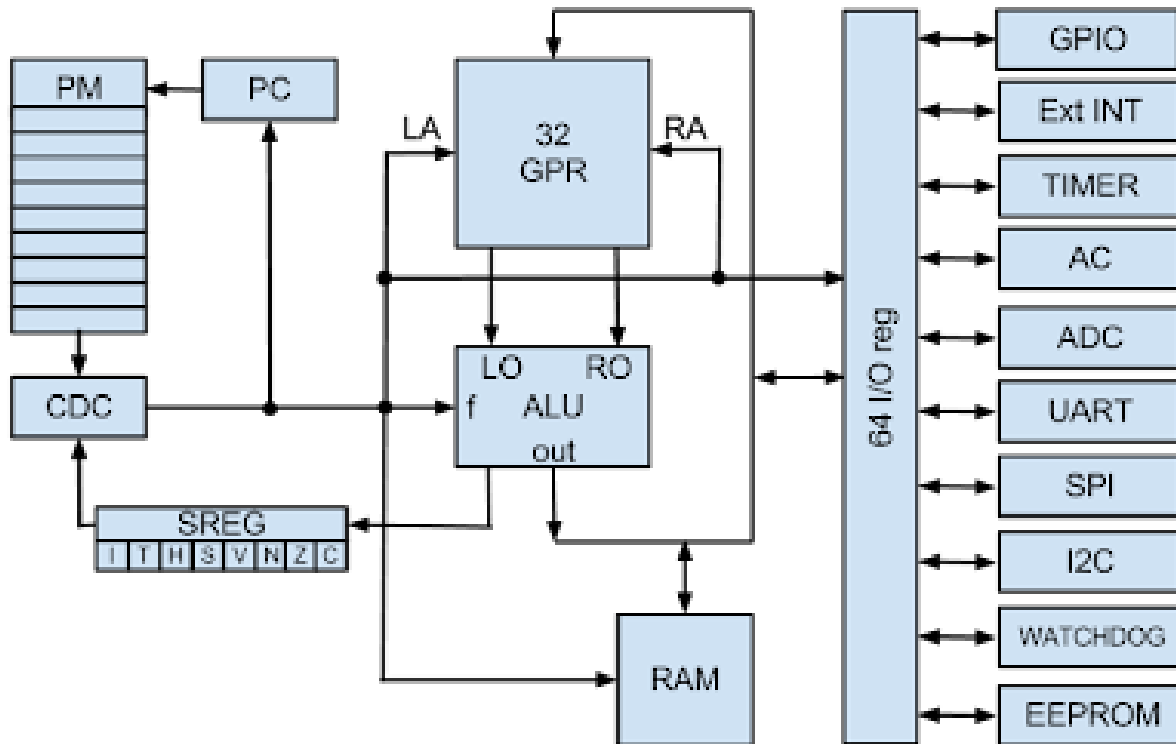 PM
PC
LA
32
GPR
RA
LO
RO
f
ALU
out
CDC
SREG
I T H S V N Z C
RAM
64 I/O reg
GPIO
Ext INT
TIMER
AC
ADC
UART
SPI
I2C
WATCHDOG
EEPROM